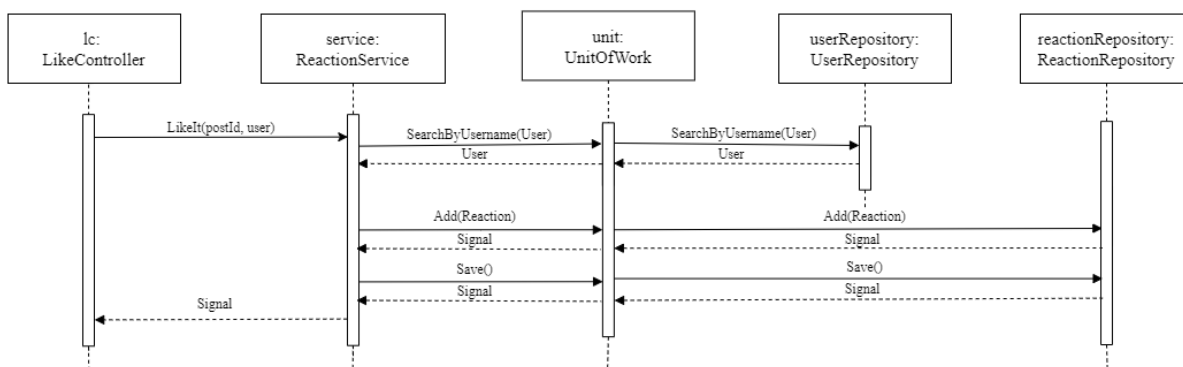 lc:
LikeController
service:
ReactionService
unit:
UnitOfWork
userRepository:
UserRepository
reactionRepository:
ReactionRepository
LikeIt(postId, user)
SearchByUsername(User)
SearchByUsername(User)
User
User
Add(Reaction)
Add(Reaction)
Signal
Signal
Save()
Save()
Signal
Signal
Signal